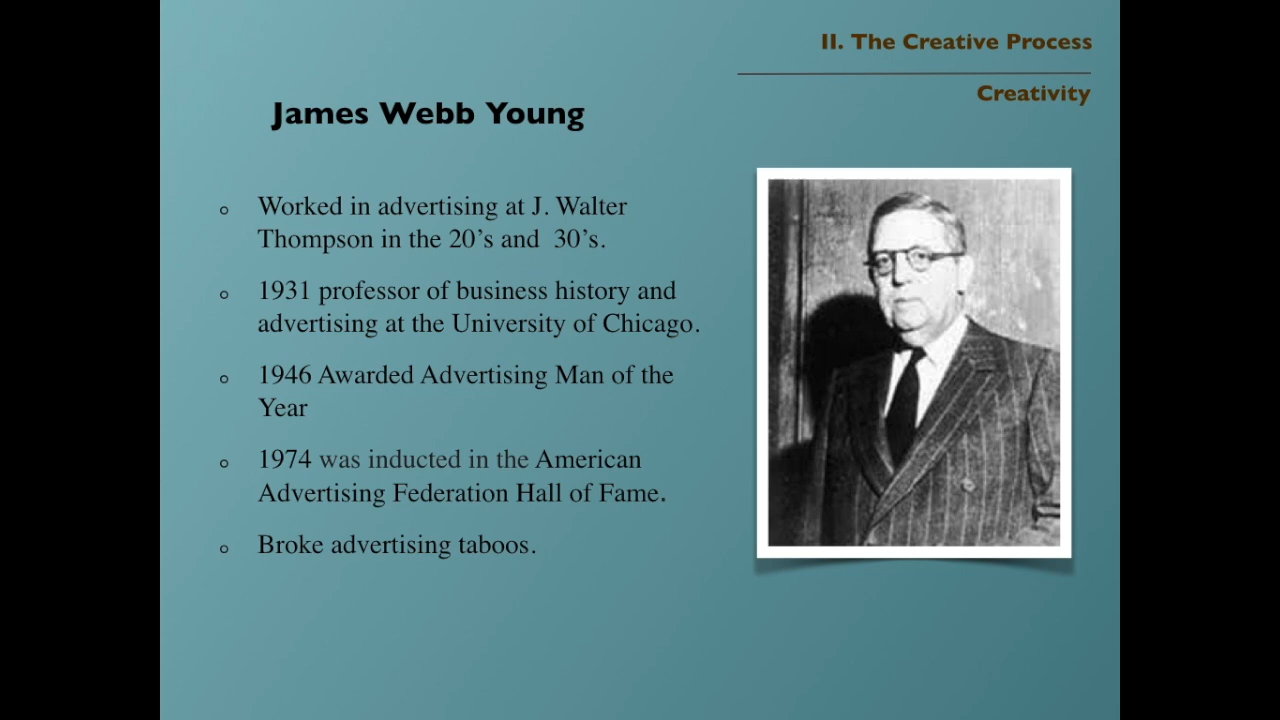 II. The Creative Process
Creativity
James Webb Young
Worked in advertising at J. Walter
Thompson in the 20’s and  30’s.
1931 professor of business history and
advertising at the University of Chicago.
1946 Awarded Advertising Man of the
Year
1974 was inducted in the American
Advertising Federation Hall of Fame.
Broke advertising taboos.